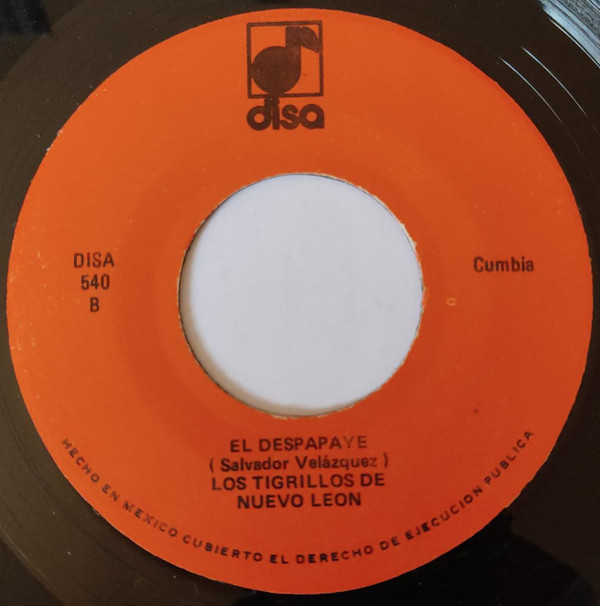 disa
DISA
540
B
Cumbia
EL DESPAPAYE
( Salvador Velázquez )
LOS TIGRILLOS DE
NUEVO LEON
HECHO EN MEXICO CUBIERTO EL DERECHO DE EJECUCION PUBLICA